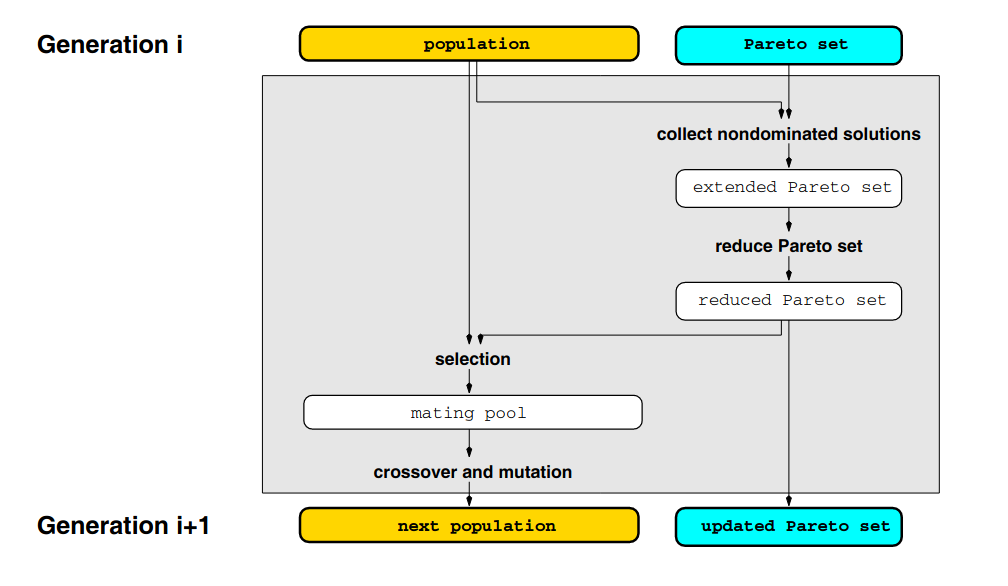 Generation i
population
Pareto set
collect nondominated solutions
extended Pareto set
reduce Pareto set
reduced Pareto set
selection
mating pool
crossover and mutation
Generation i+1
next population
updated Pareto set